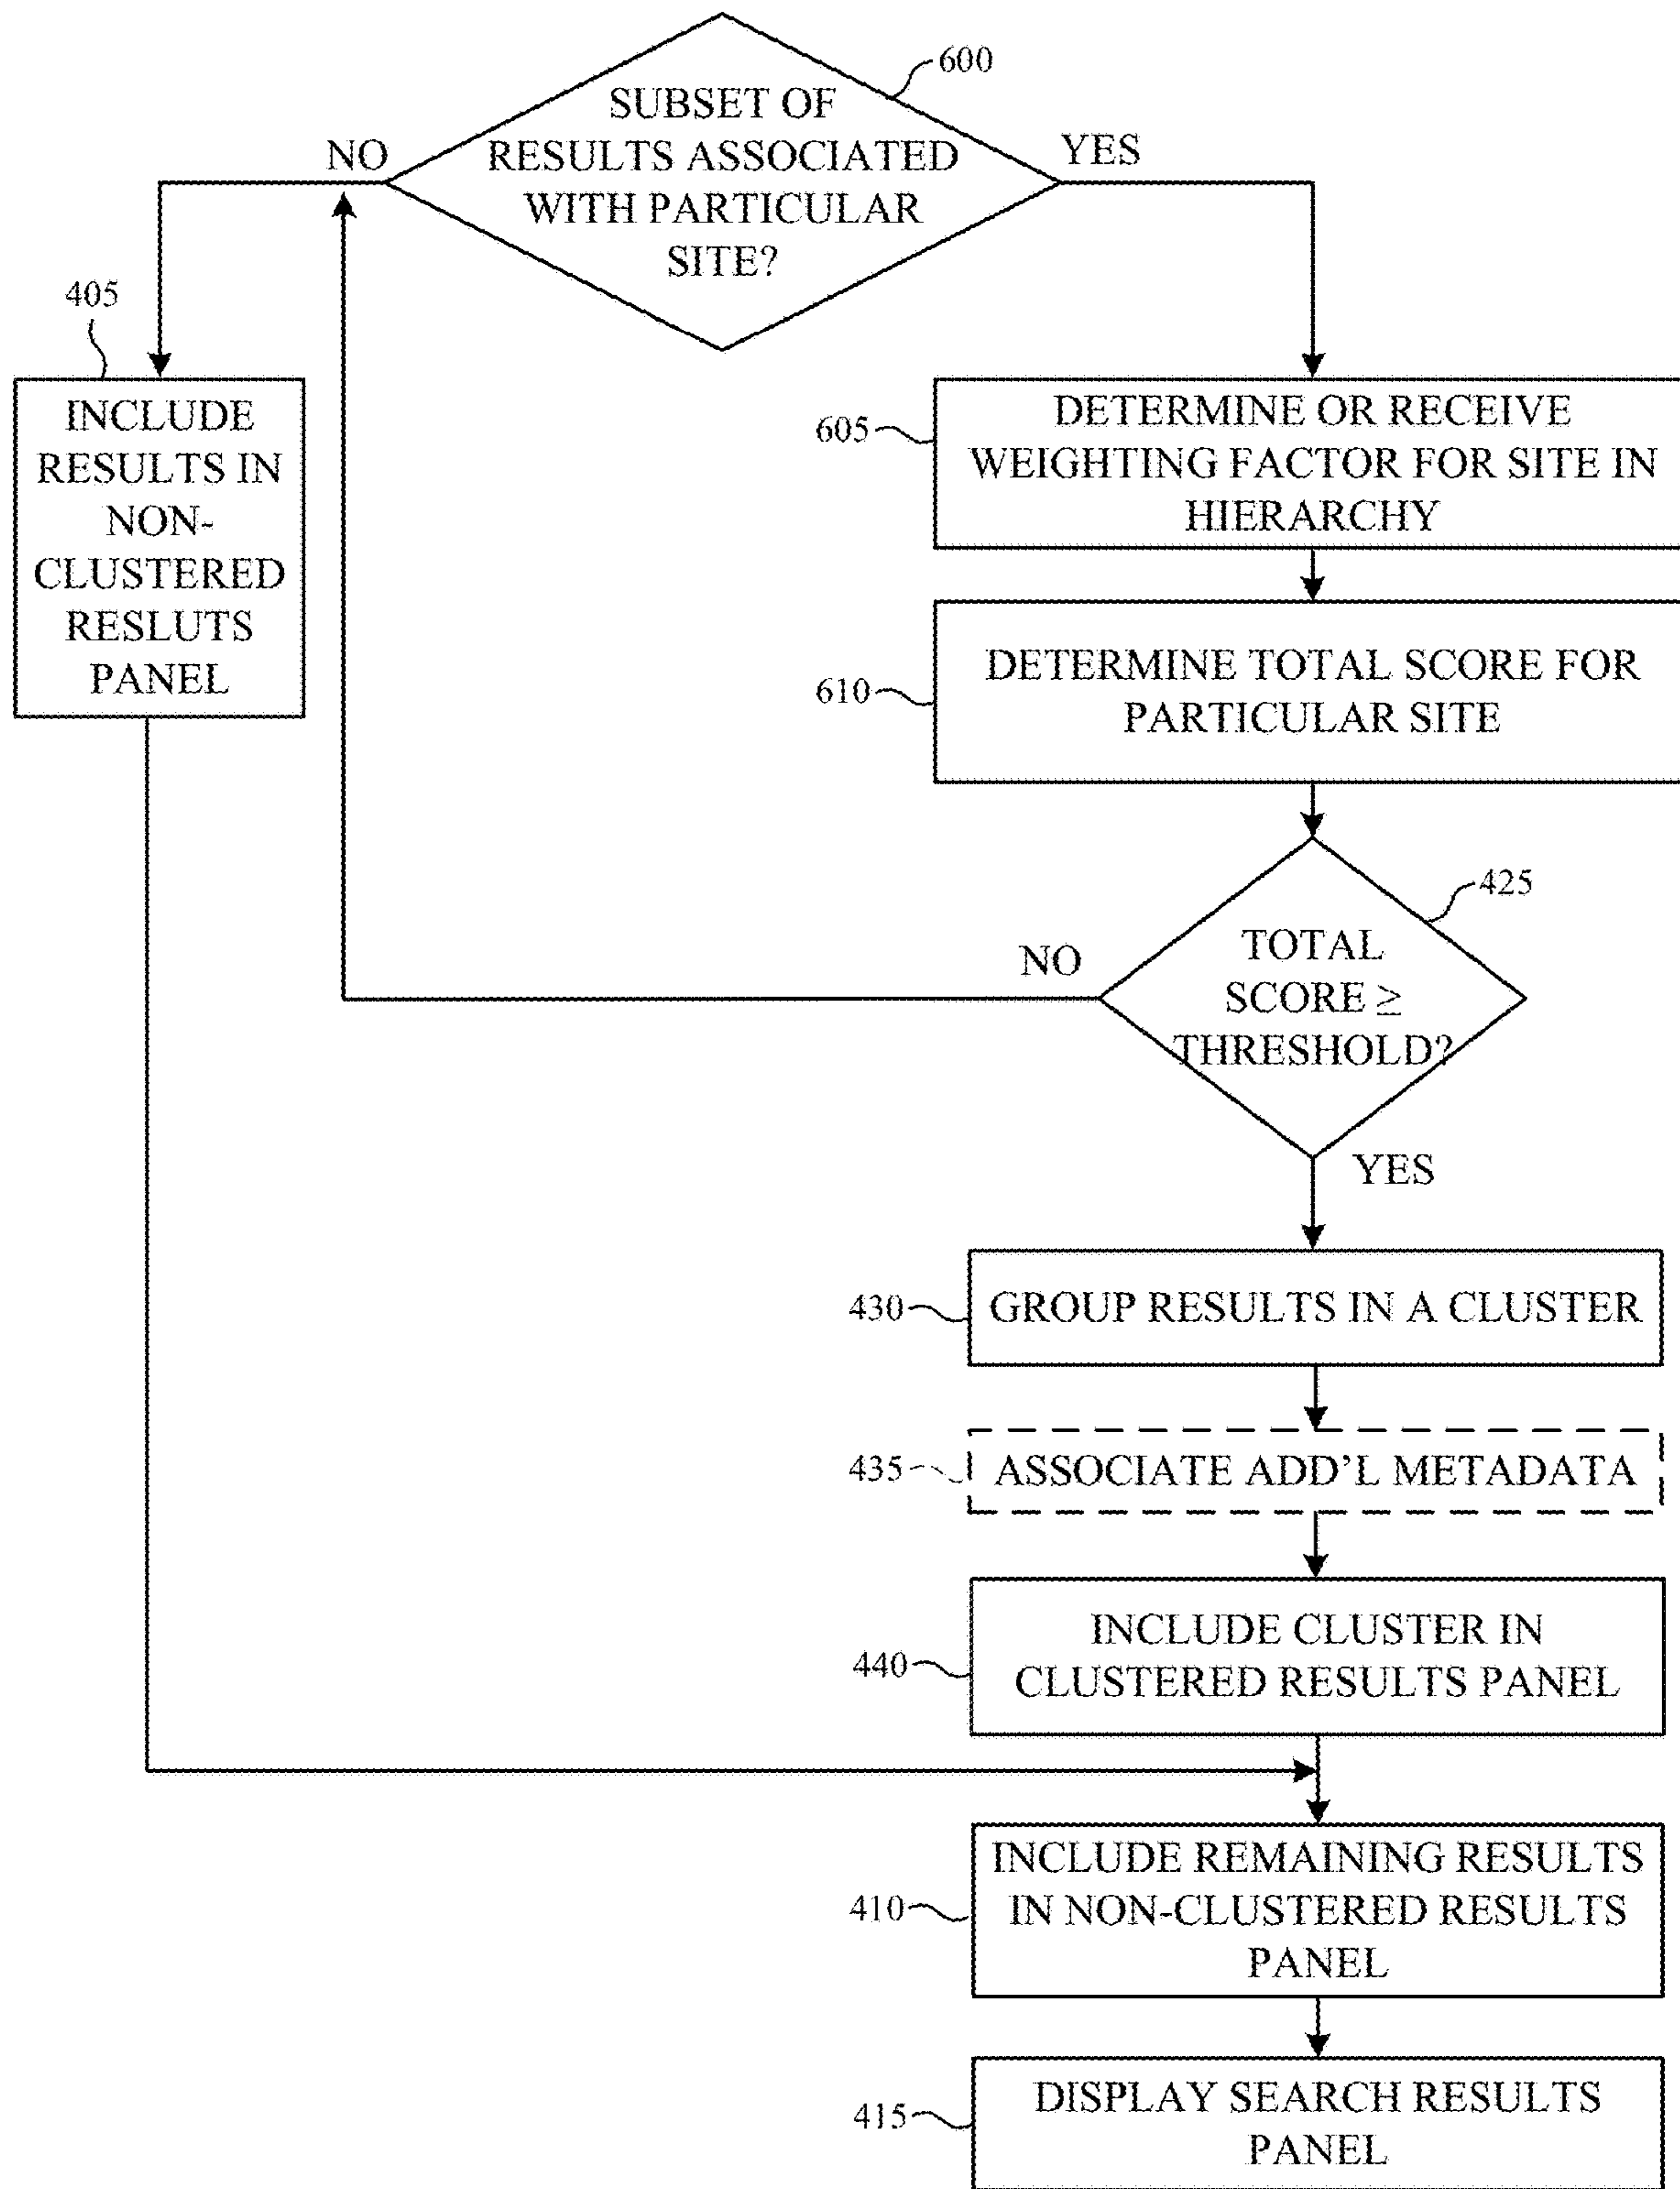 600
SUBSET OF
RESULTS ASSOCIATED
WITH PARTICULAR
SITE?
NO
YES
405
INCLUDE
RESULTS IN
NON-
CLUSTERED
RESLUTS
PANEL
605
DETERMINE OR RECEIVE
WEIGHTING FACTOR FOR SITE IN
HIERARCHY
610
DETERMINE TOTAL SCORE FOR
PARTICULAR SITE
425
TOTAL
SCORE ≥
THRESHOLD?
NO
YES
430
GROUP RESULTS IN A CLUSTER
435
ASSOCIATE ADD'L METADATA
440
INCLUDE CLUSTER IN
CLUSTERED RESULTS PANEL
410
INCLUDE REMAINING RESULTS
IN NON-CLUSTERED RESULTS
PANEL
415
DISPLAY SEARCH RESULTS
PANEL